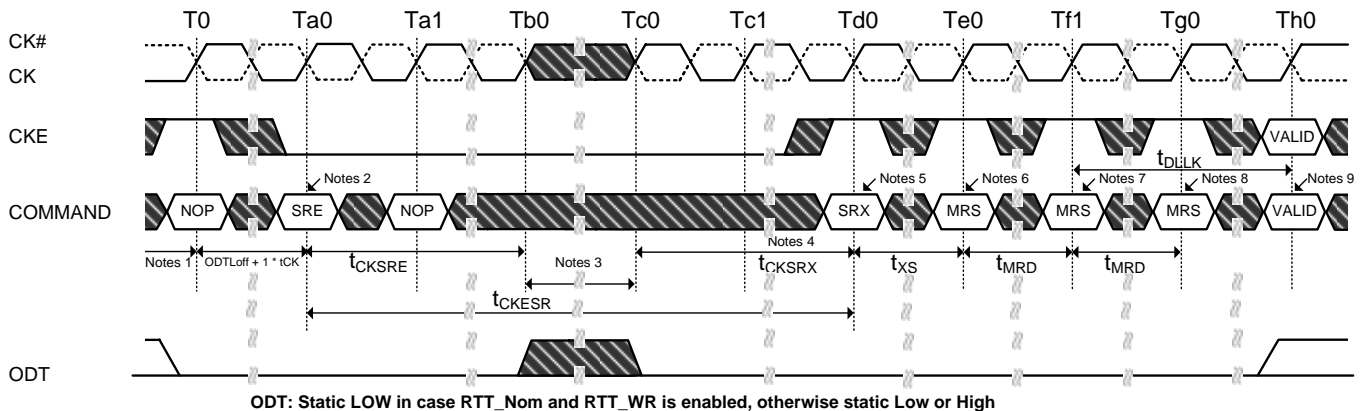 T0 Ta0 Ta1 Tb0 Tc0 Tc1 Td0 Te0 Tf1 Tg0 Th0
CK#
CK
CKE
VALID
tDLLK
Notes 2 Notes 5 Notes 6 Notes 7 Notes 8 Notes 9
COMMAND NOP SRE NOP SRX MRS MRS MRS VALID
Notes 1 ODTLoff + 1 * tCK tCKSRE Notes 3 Notes 4 tCKSRX tXS tMRD tMRD
tCKESR
ODT
ODT: Static LOW in case RTT_Nom and RTT_WR is enabled, otherwise static Low or High